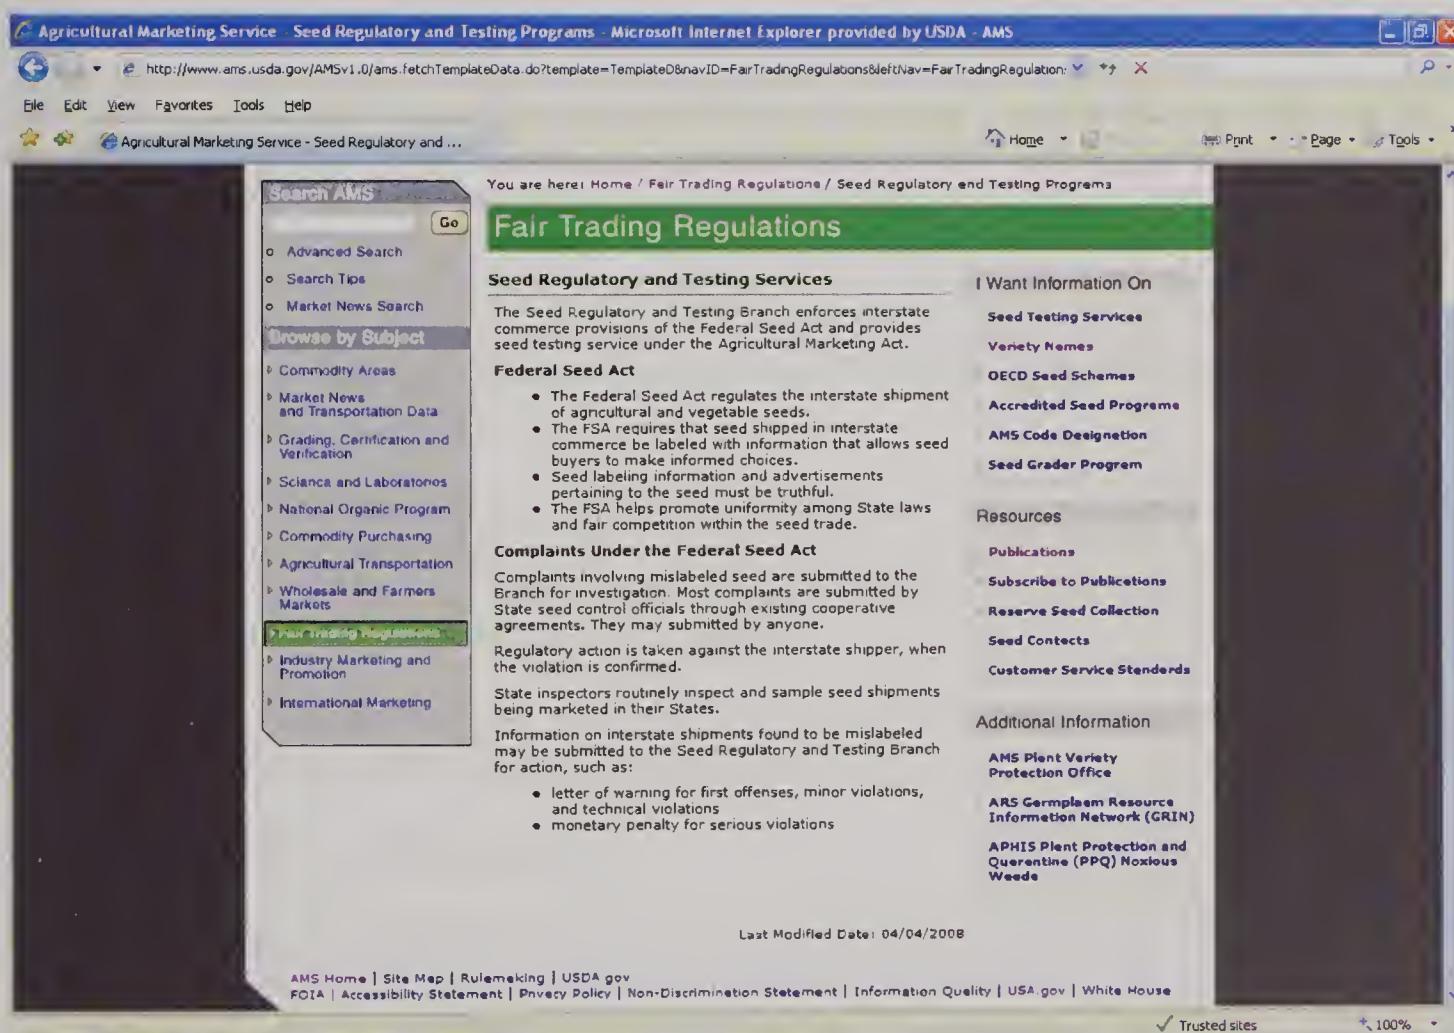 Agricultural Marketing Service - Seed Regulatory and Testing Programs - Microsoft Internet Explorer provided by USDA - AMS
http://www.ams.usda.gov/AMSv1.0/ams.fetchTemplateData.do?template=TemplateD&navID=FairTradingRegulations&leftNav=FairTradingRegulation:
File Edit View Favorites Tools Help
Agricultural Marketing Service - Seed Regulatory and ...
Home Print Page Tools
Search AMS
Go
Advanced Search
Search Tips
Market News Search
Browse by Subject
Commodity Areas
Market News
and Transportation Data
Grading, Certification and
Verification
Science and Laboratories
National Organic Program
Commodity Purchasing
Agricultural Transportation
Wholesale and Farmers
Markets
Fair Trading Regulations
Industry Marketing and
Promotion
International Marketing
You are here: Home / Fair Trading Regulations / Seed Regulatory and Testing Programs
Fair Trading Regulations
Seed Regulatory and Testing Services
The Seed Regulatory and Testing Branch enforces interstate
commerce provisions of the Federal Seed Act and provides
seed testing service under the Agricultural Marketing Act.
Federal Seed Act
• The Federal Seed Act regulates the interstate shipment
of agricultural and vegetable seeds.
• The FSA requires that seed shipped in interstate
commerce be labeled with information that allows seed
buyers to make informed choices.
• Seed labeling information and advertisements
pertaining to the seed must be truthful.
• The FSA helps promote uniformity among State laws
and fair competition within the seed trade.
Complaints Under the Federal Seed Act
Complaints involving mislabeled seed are submitted to the
Branch for investigation. Most complaints are submitted by
State seed control officials through existing cooperative
agreements. They may submitted by anyone.
Regulatory action is taken against the interstate shipper, when
the violation is confirmed.
State inspectors routinely inspect and sample seed shipments
being marketed in their States.
Information on interstate shipments found to be mislabeled
may be submitted to the Seed Regulatory and Testing Branch
for action, such as:
• letter of warning for first offenses, minor violations,
and technical violations
• monetary penalty for serious violations
I Want Information On
Seed Testing Services
Variety Names
OECD Seed Schemes
Accredited Seed Programs
AMS Code Designation
Seed Grader Program
Resources
Publications
Subscribe to Publications
Reserve Seed Collection
Seed Contacts
Customer Service Standards
Additional Information
AMS Plant Variety
Protection Office
ARS Germplasm Resource
Information Network (GRIN)
APHIS Plant Protection and
Quarantine (PPQ) Noxious
Weeds
Last Modified Date: 04/04/2008
AMS Home | Site Map | Rulemaking | USDA gov
FOIA | Accessibility Statement | Privacy Policy | Non-Discrimination Statement | Information Quality | USA.gov | White House
Trusted sites 100%